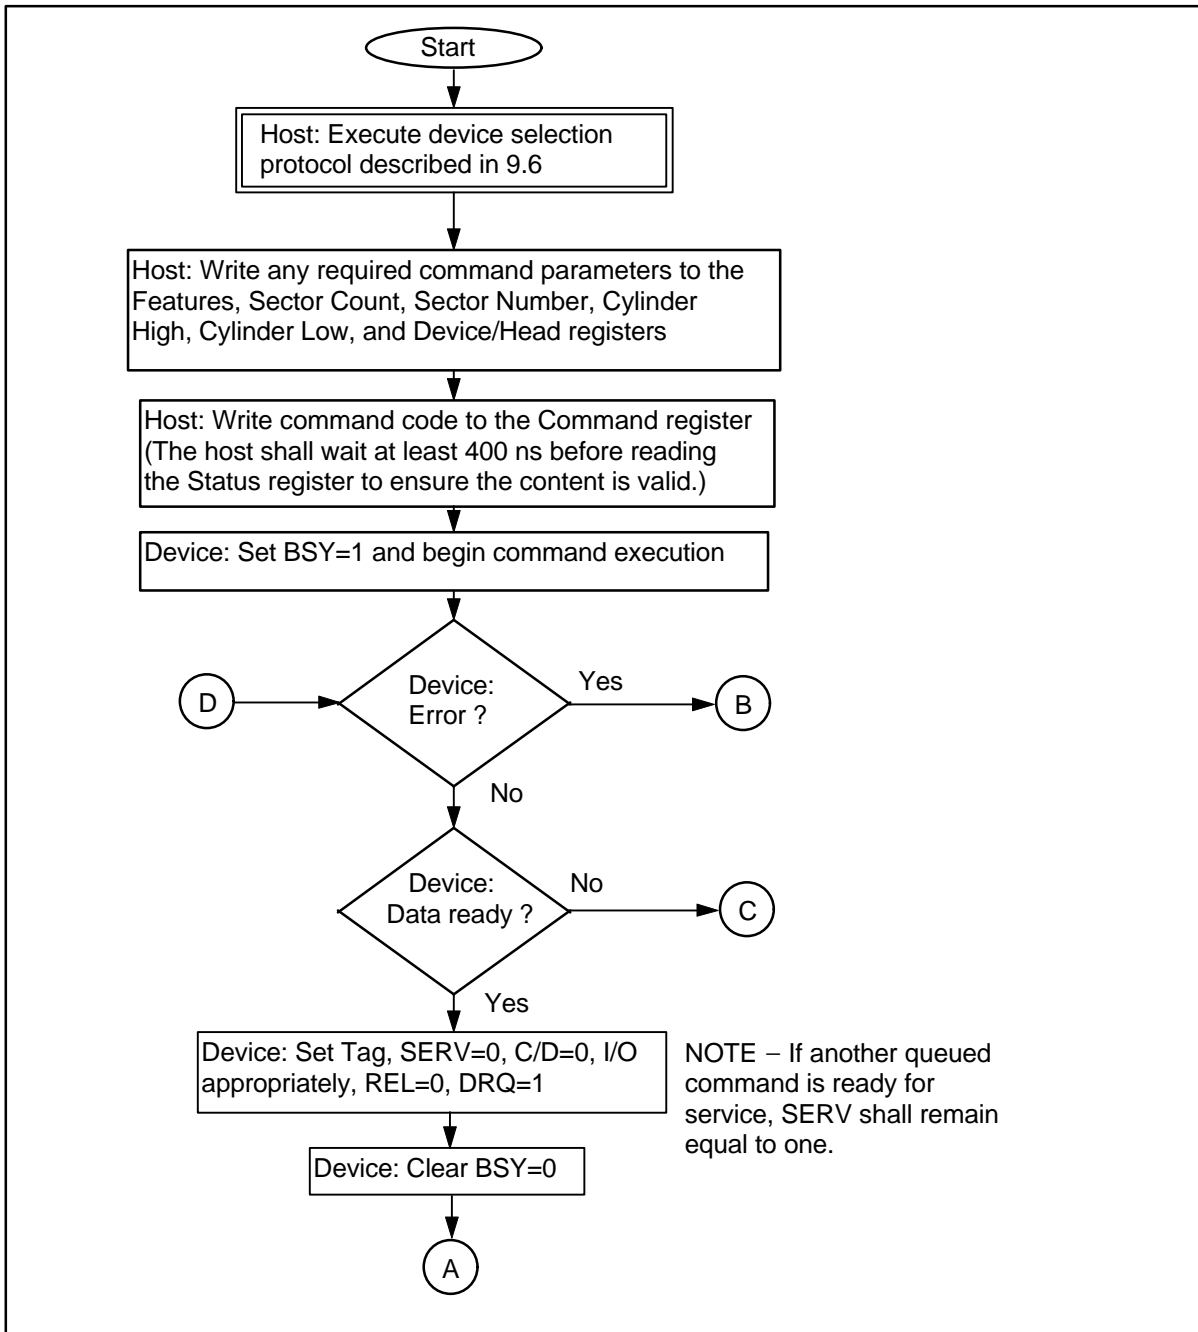 Start
Host: Execute device selection
protocol described in 9.6
Host: Write any required command parameters to the
Features, Sector Count, Sector Number, Cylinder
High, Cylinder Low, and Device/Head registers
Host: Write command code to the Command register
(The host shall wait at least 400 ns before reading
the Status register to ensure the content is valid.)
Device: Set BSY=1 and begin command execution
D
Device:
Error ?
Yes
B
No
Device:
Data ready ?
No
C
Yes
Device: Set Tag, SERV=0, C/D=0, I/O
appropriately, REL=0, DRQ=1
NOTE – If another queued
command is ready for
service, SERV shall remain
equal to one.
Device: Clear BSY=0
A